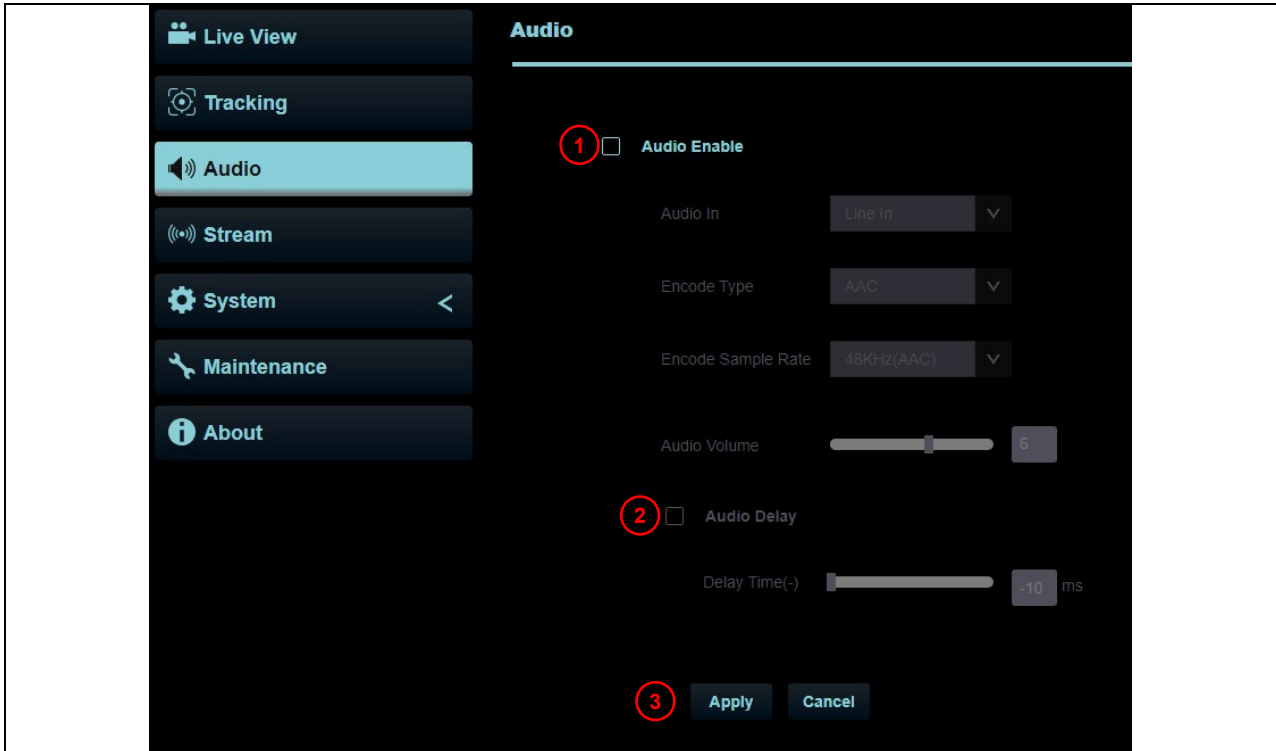 Live View
Tracking
Audio
Stream
System <
Maintenance
About
Audio
1 Audio Enable
Audio In Line In
Encode Type AAC
Encode Sample Rate 48KHz(AAC)
Audio Volume 6
2 Audio Delay
Delay Time(-) -10 ms
3 Apply Cancel